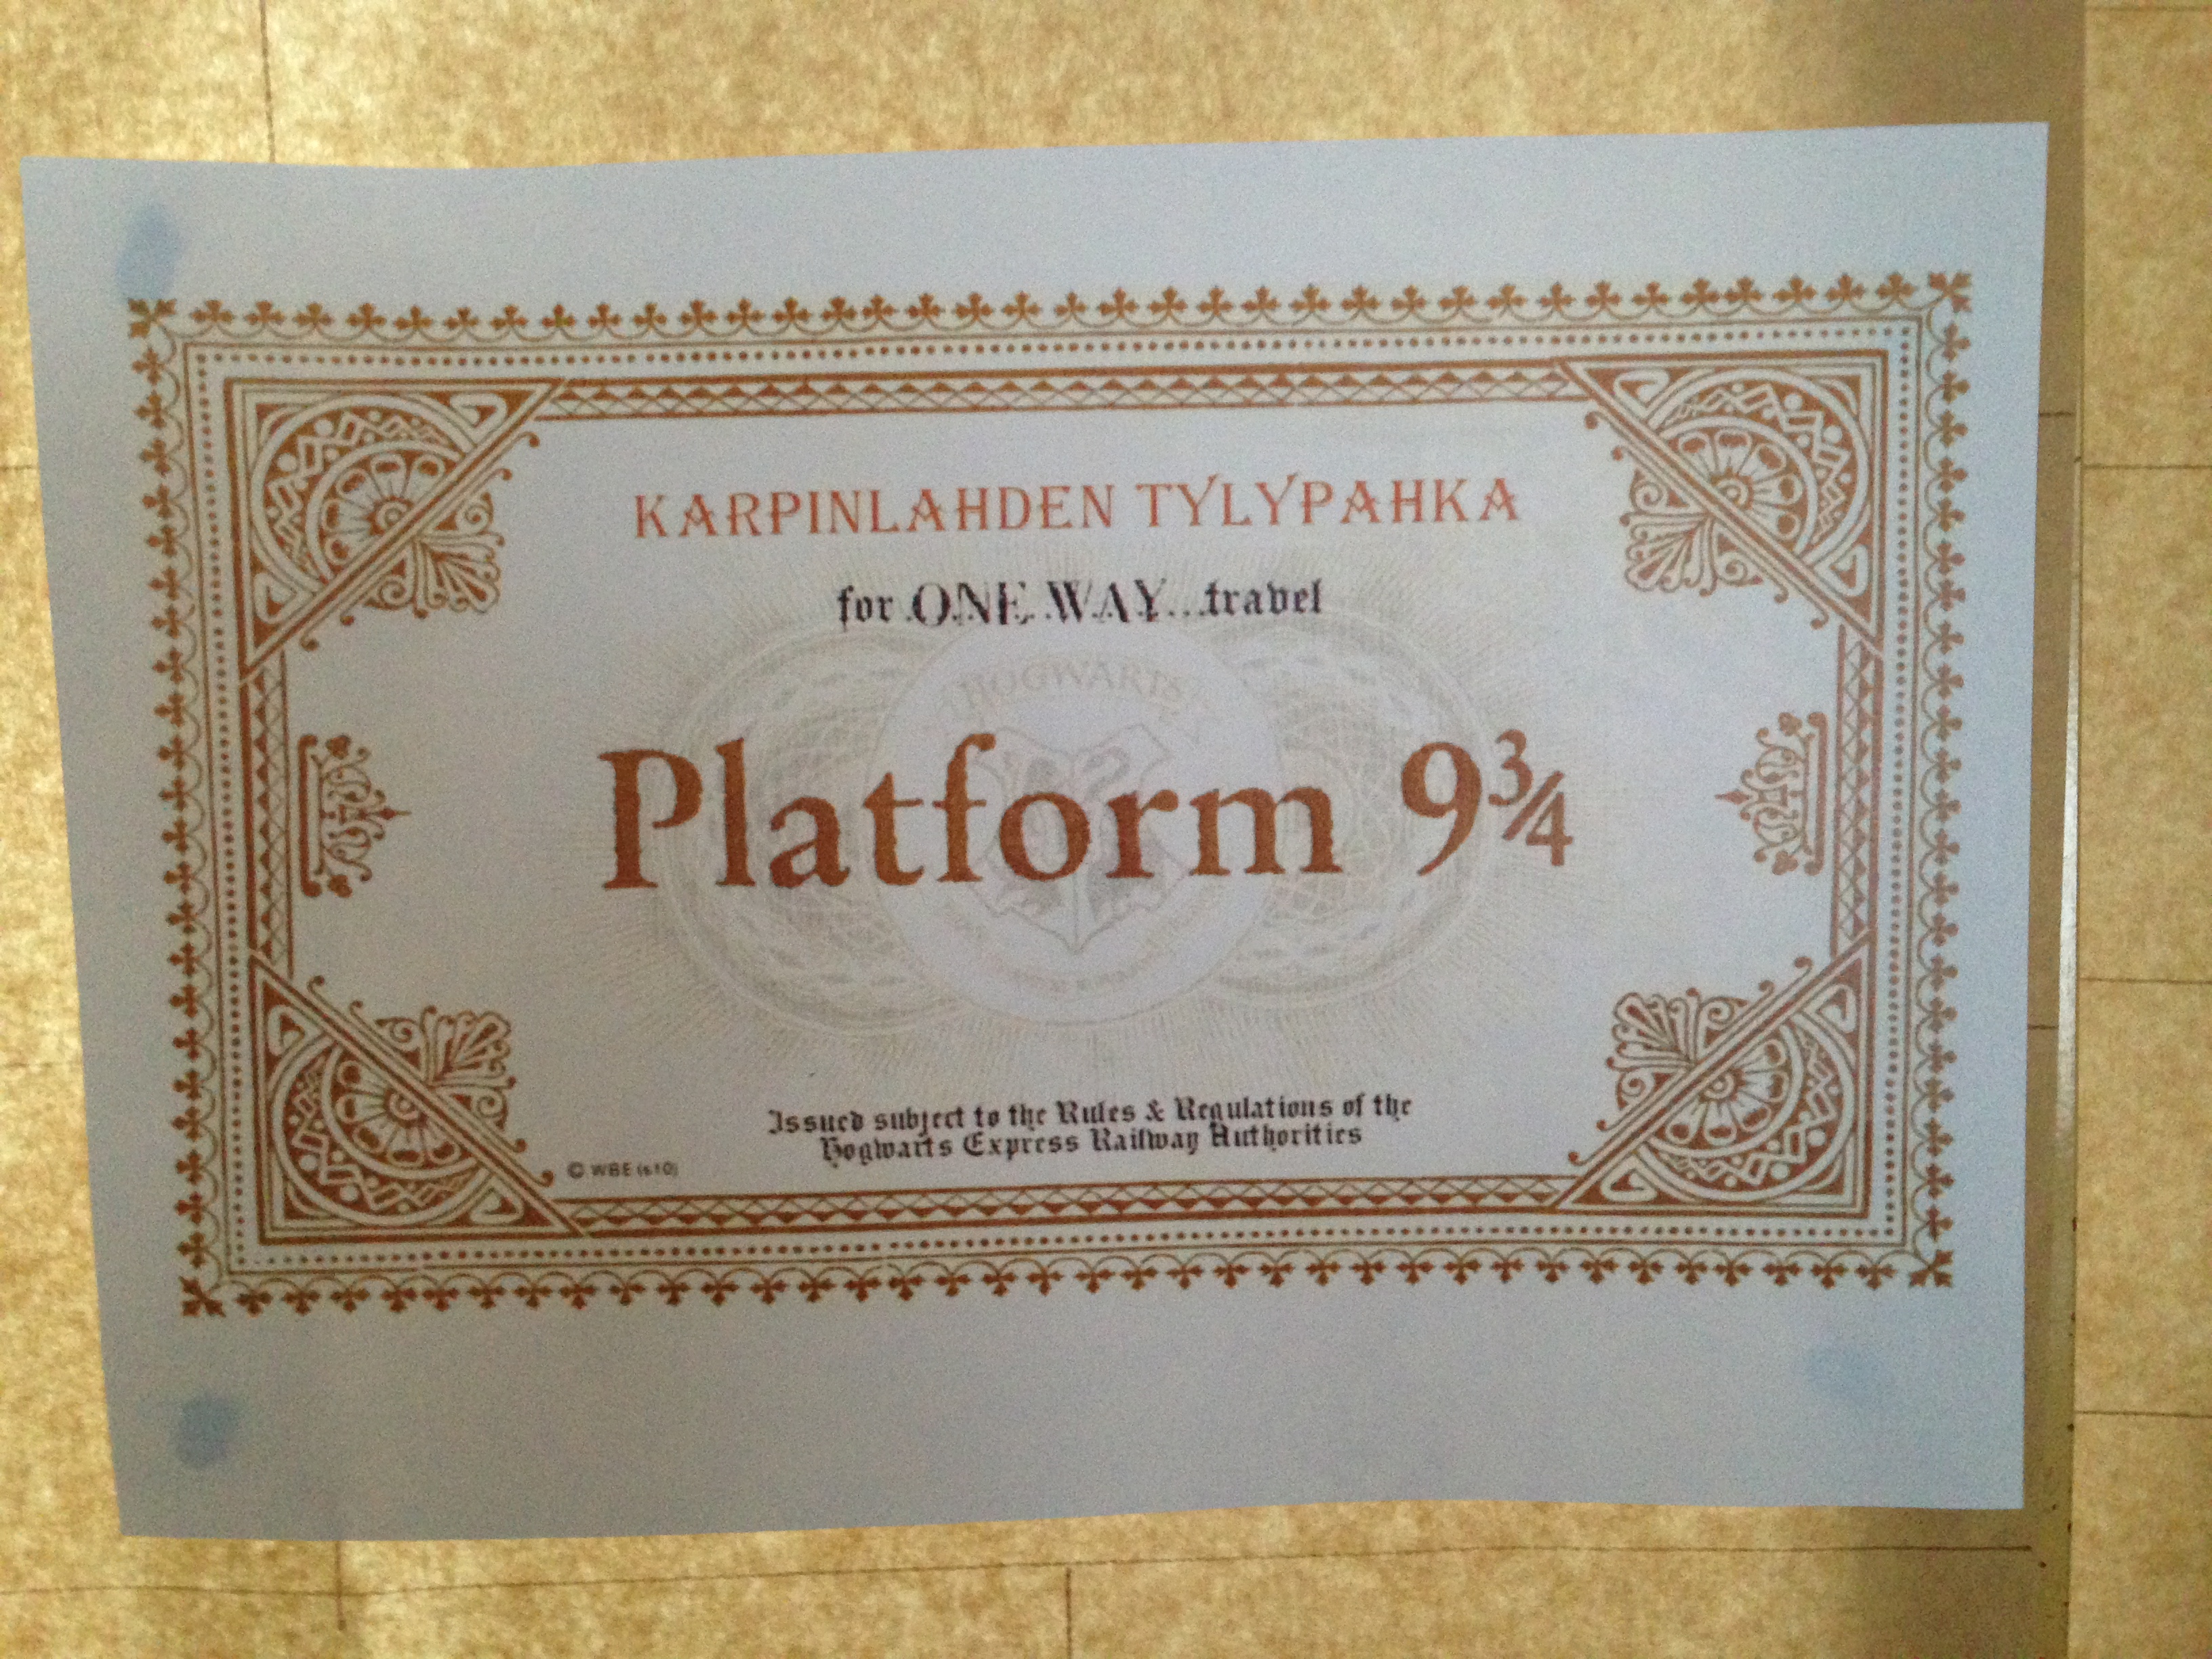 KARPINLAHDEN TYLYPAHKA
for ONE WAY...travel
HOGWARTS
Platform 9¾
Issued subject to the Rules & Regulations of the
Hogwarts Express Railway Authorities
© WBE (s10)